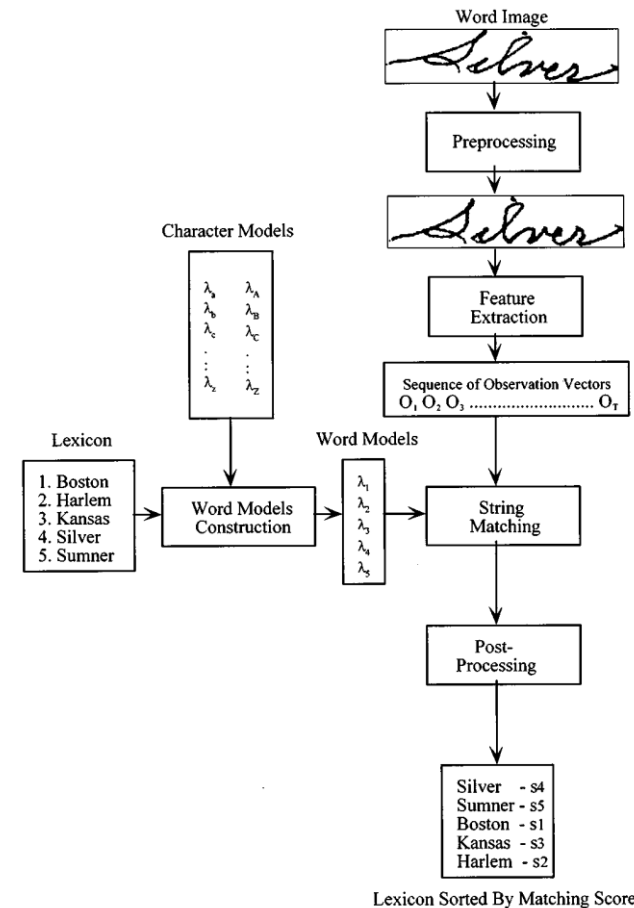 Word Image
Silver
Preprocessing
Silver
Character Models
λa λA
λb λB
λc λC
. .
⋮ ⋮
λz λZ
Feature
Extraction
Sequence of Observation Vectors
O1 O2 O3 ............................ OT
Lexicon
1. Boston
2. Harlem
3. Kansas
4. Silver
5. Sumner
Word Models
Construction
Word Models
λ1
λ2
λ3
λ4
λ5
String
Matching
Post-
Processing
Silver - s4
Sumner - s5
Boston - s1
Kansas - s3
Harlem - s2
Lexicon Sorted By Matching Score